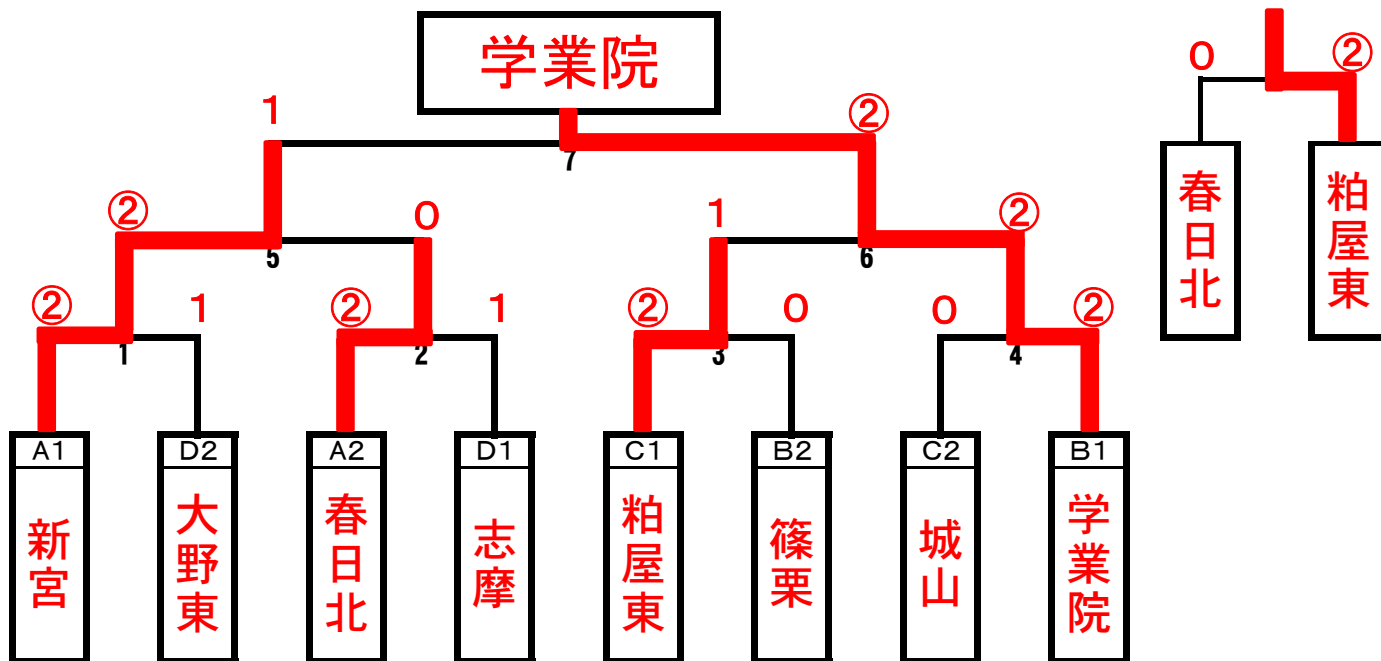 学業院
0 ②
1 ②
7
春日北 粕屋東
② 0 1 ②
5 6
② 1 ② 1 ② 0 0 ②
1 2 3 4
A1 D2 A2 D1 C1 B2 C2 B1
新宮 大野東 春日北 志摩 粕屋東 篠栗 城山 学業院